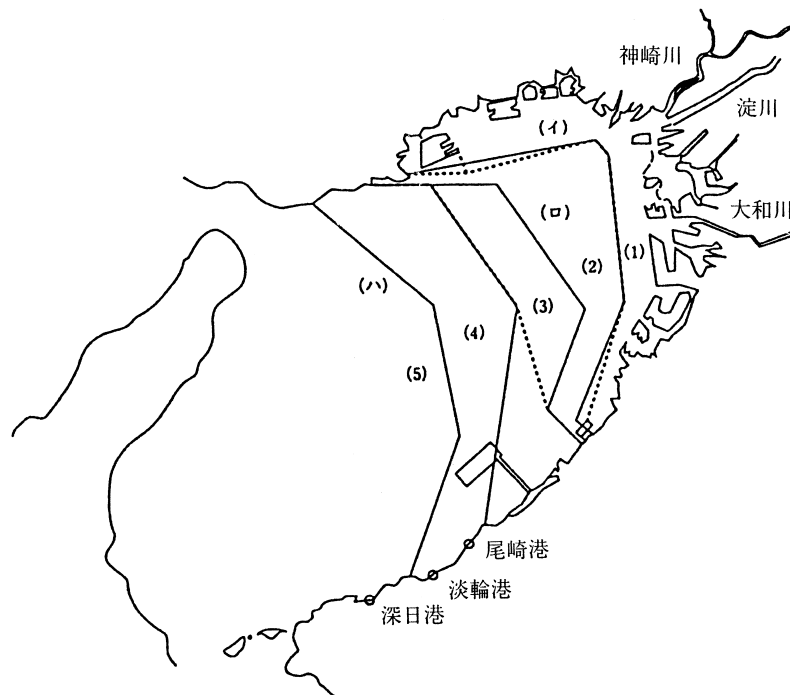 神崎川
淀川
(イ)
大和川
(ロ)
(1)
(2)
(ハ)
(3)
(4)
(5)
尾崎港
淡輪港
深日港